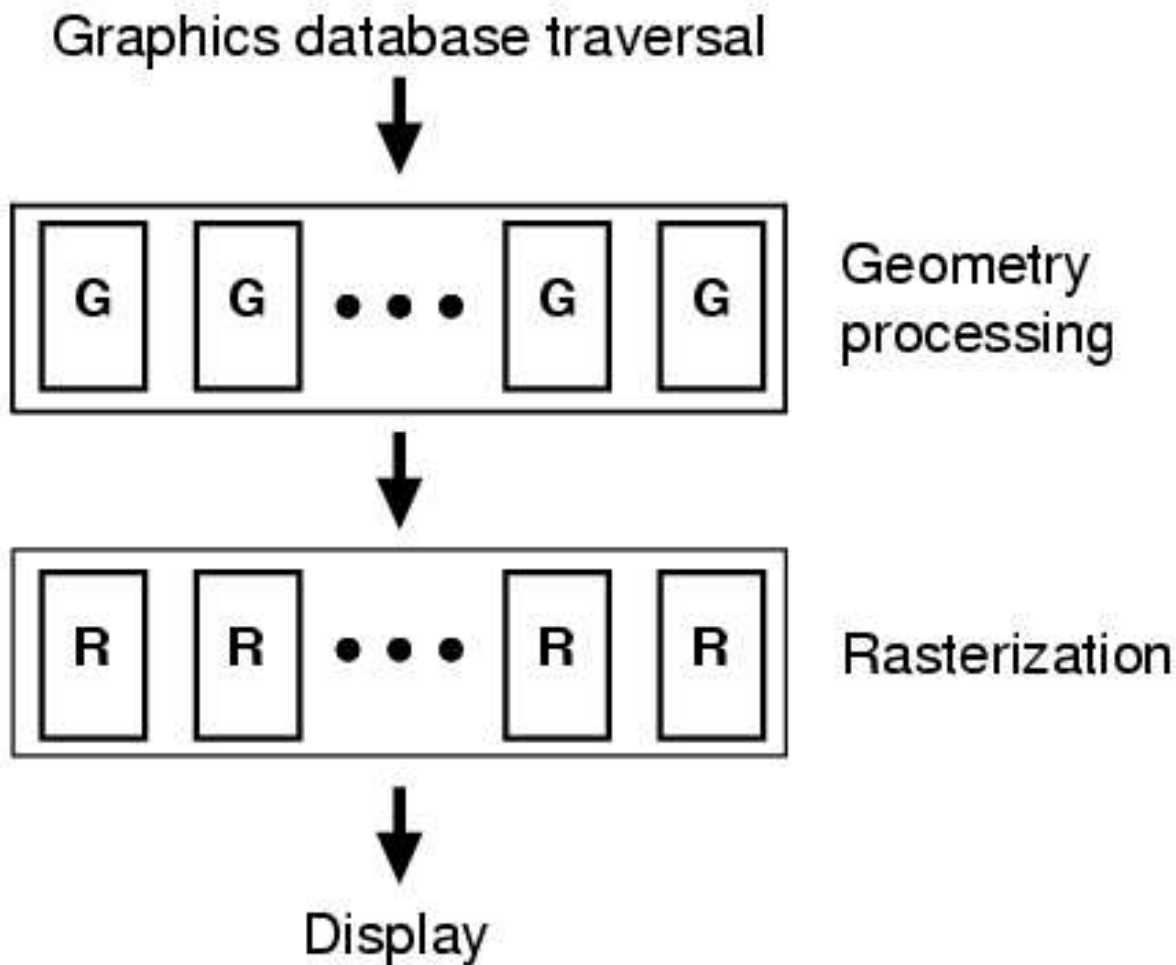 Graphics database traversal
G G G G
Geometry
processing
R R R R
Rasterization
Display